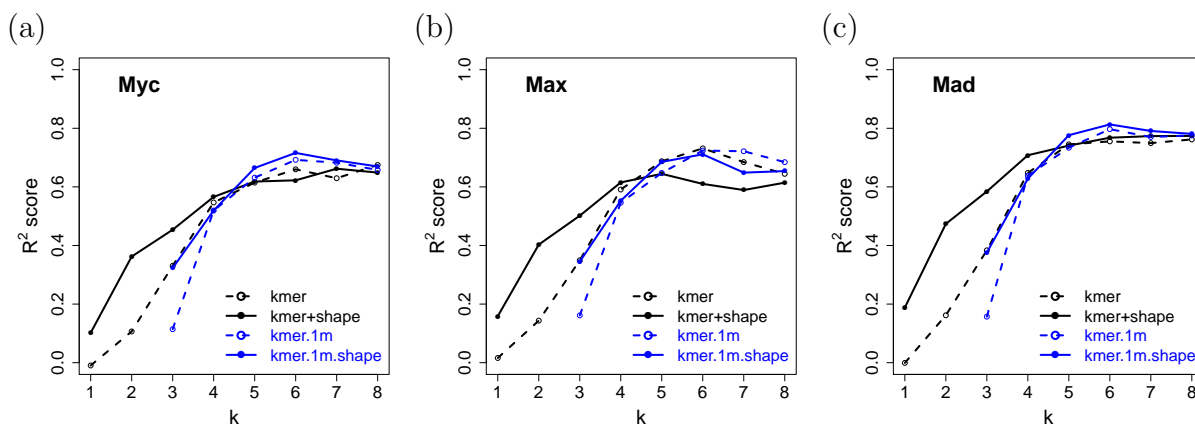 (a)
Myc
R² score
0.0 0.2 0.4 0.6 0.8 1.0
kmer
kmer+shape
kmer.1m
kmer.1m.shape
1 2 3 4 5 6 7 8
k
(b)
Max
R² score
0.0 0.2 0.4 0.6 0.8 1.0
kmer
kmer+shape
kmer.1m
kmer.1m.shape
1 2 3 4 5 6 7 8
k
(c)
Mad
R² score
0.0 0.2 0.4 0.6 0.8 1.0
kmer
kmer+shape
kmer.1m
kmer.1m.shape
1 2 3 4 5 6 7 8
k